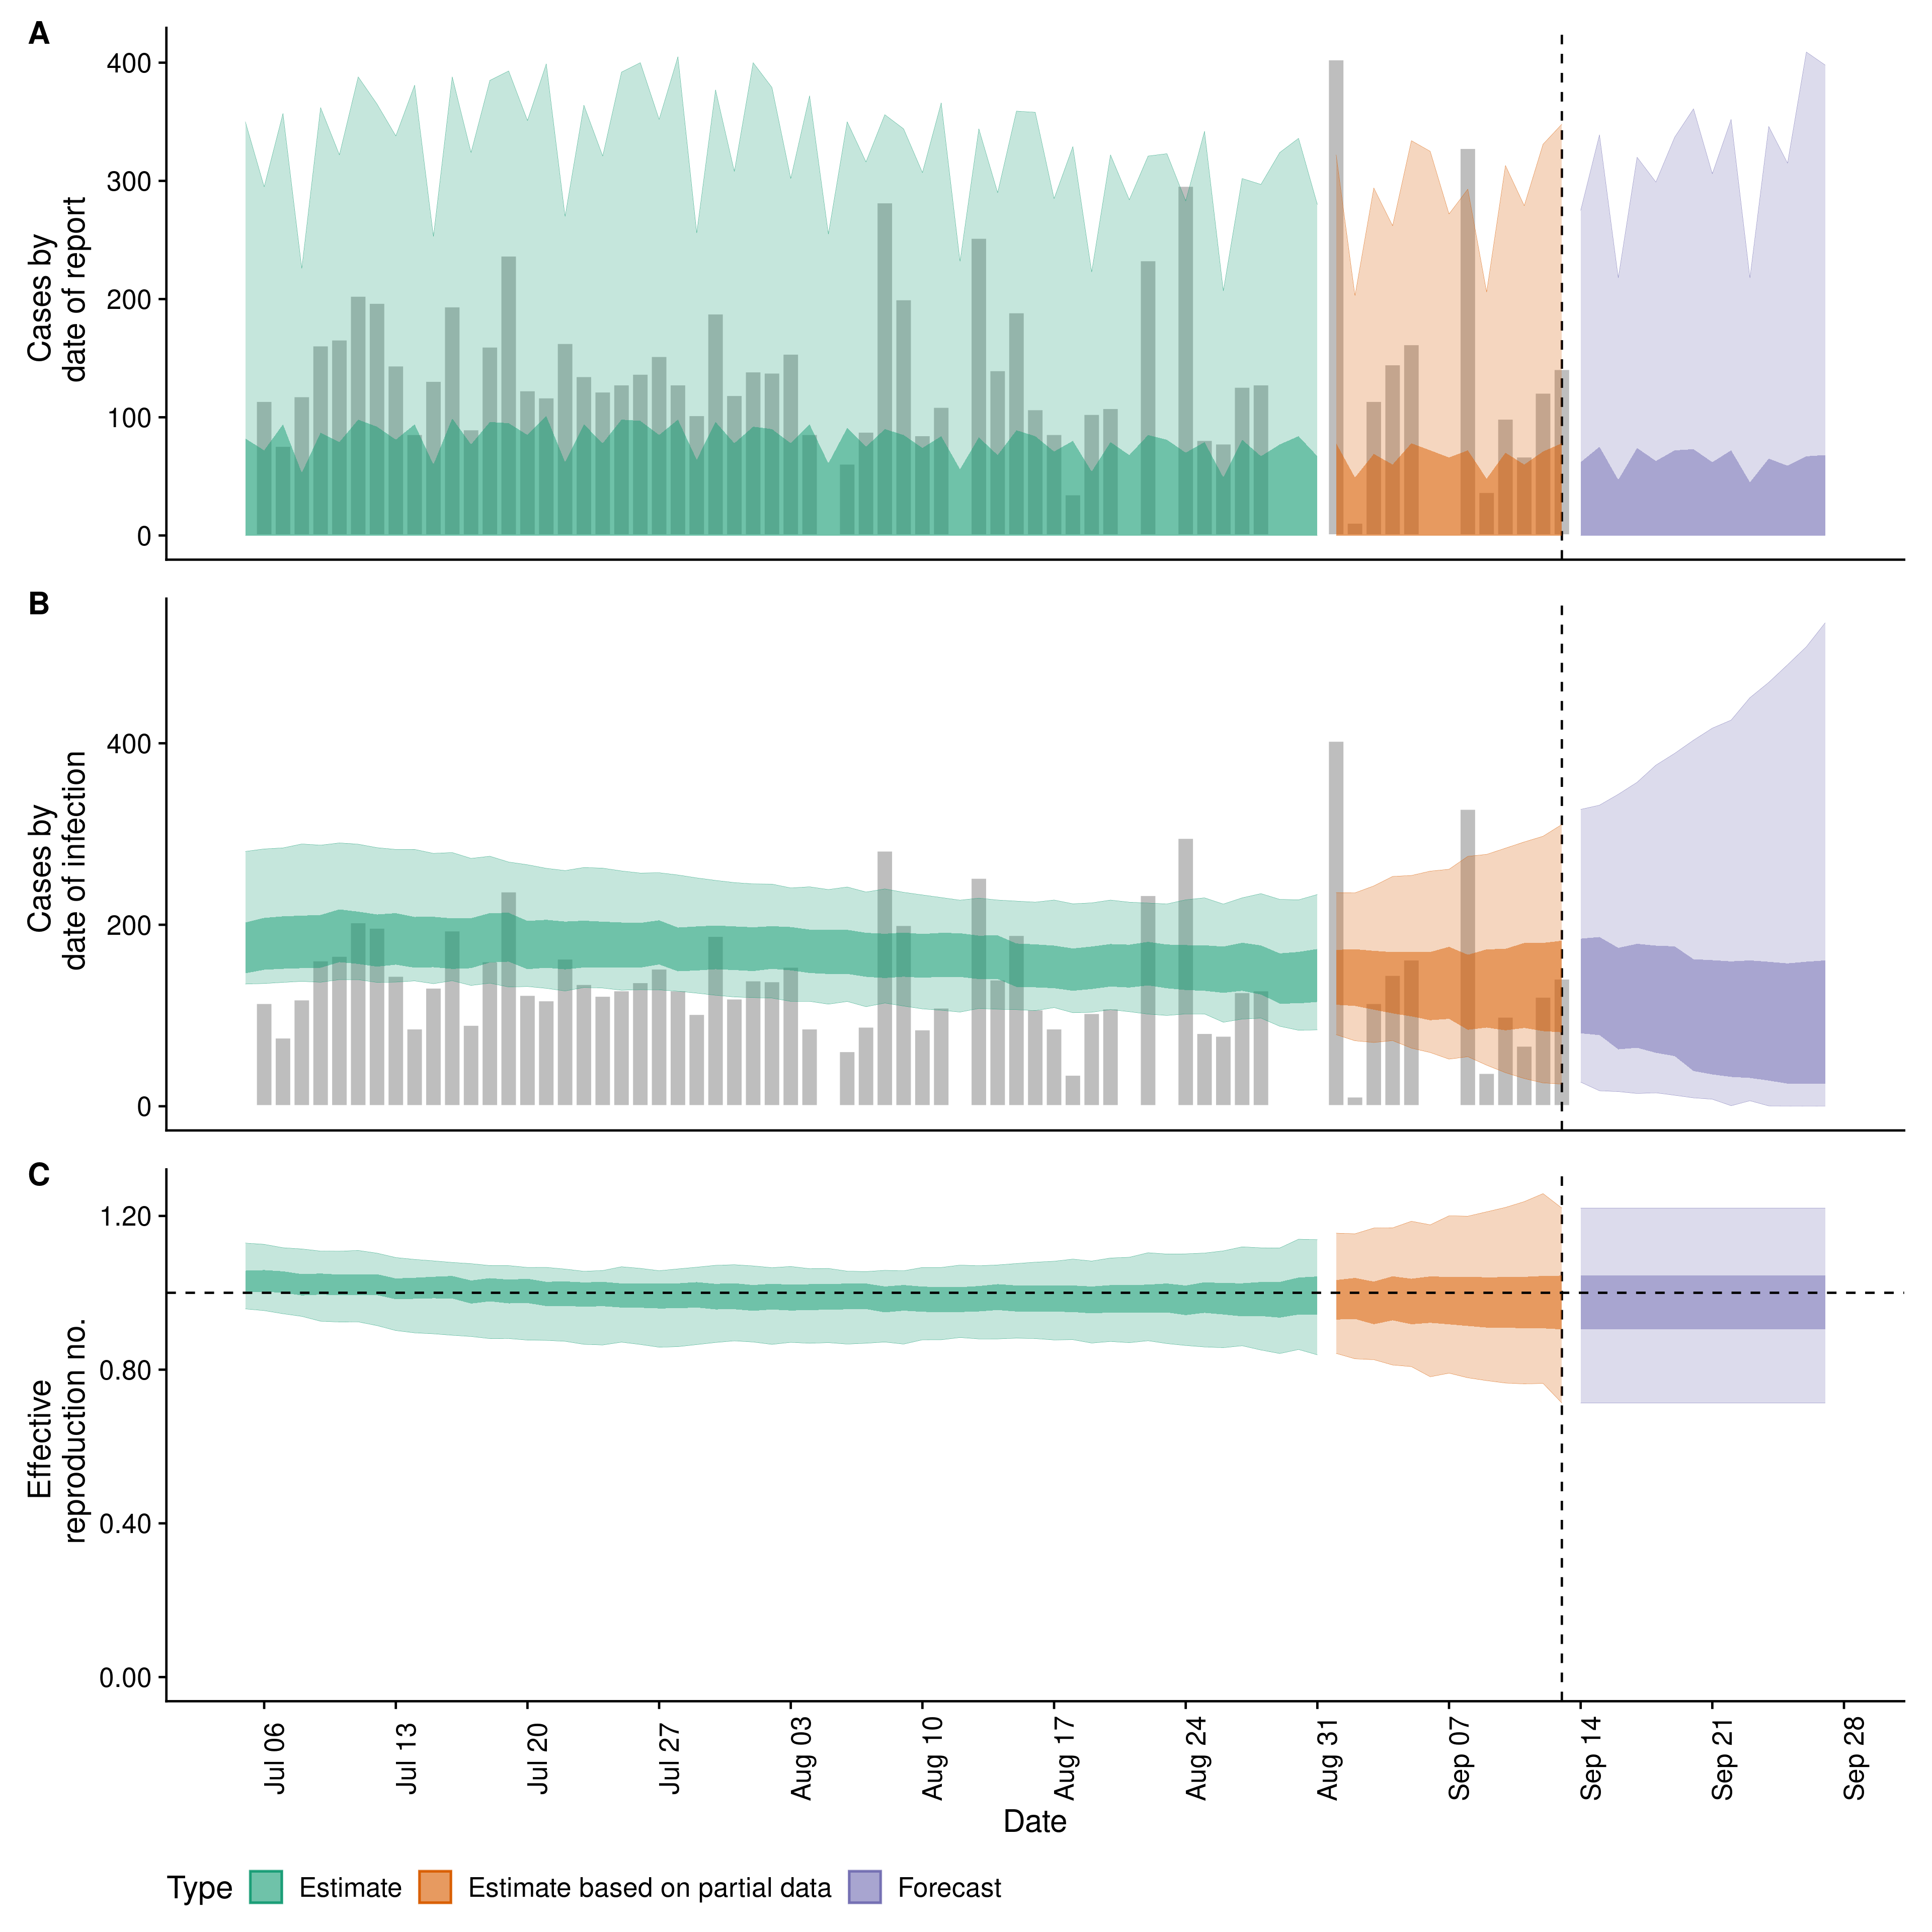 A
400
300
200
100
0
Cases by
date of report
B
400
200
0
Cases by
date of infection
C
1.20
0.80
0.40
0.00
Effective
reproduction no.
Jul 06
Jul 13
Jul 20
Jul 27
Aug 03
Aug 10
Aug 17
Aug 24
Aug 31
Sep 07
Sep 14
Sep 21
Sep 28
Date
Type Estimate Estimate based on partial data Forecast